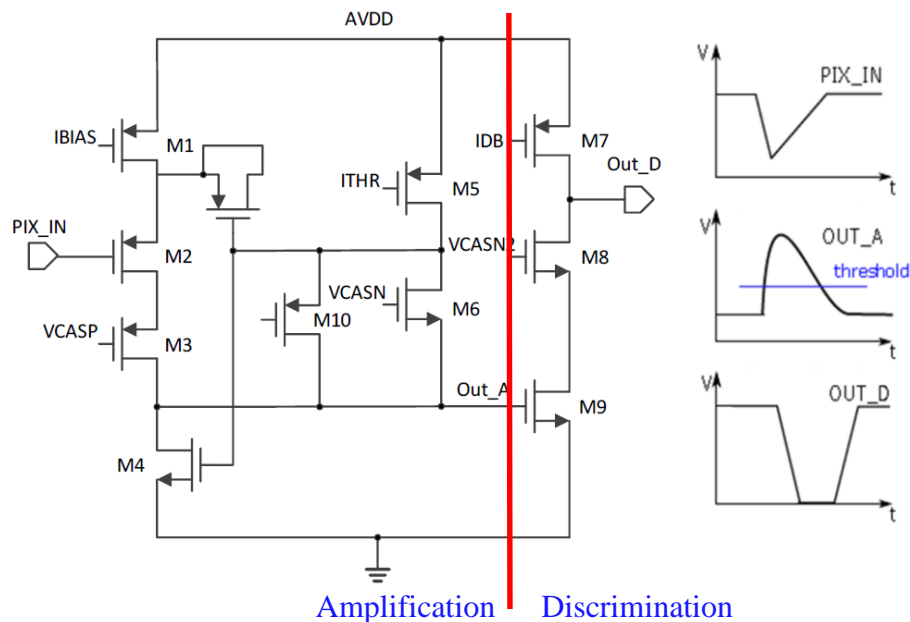 AVDD
IBIAS
M1
PIX_IN
M2
VCASP
M3
M4
ITHR
M5
VCASN
M6
M10
Out_A
IDB
M7
Out_D
VCASN2
M8
M9
Amplification
Discrimination
V
PIX_IN
t
V
OUT_A
threshold
t
V
OUT_D
t